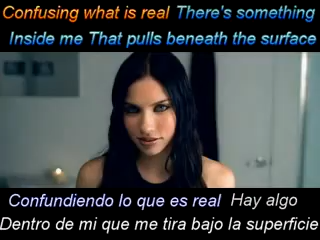 Confusing what is real There's something
Inside me That pulls beneath the surface
Confundiendo lo que es real Hay algo
Dentro de mi que me tira bajo la superficie